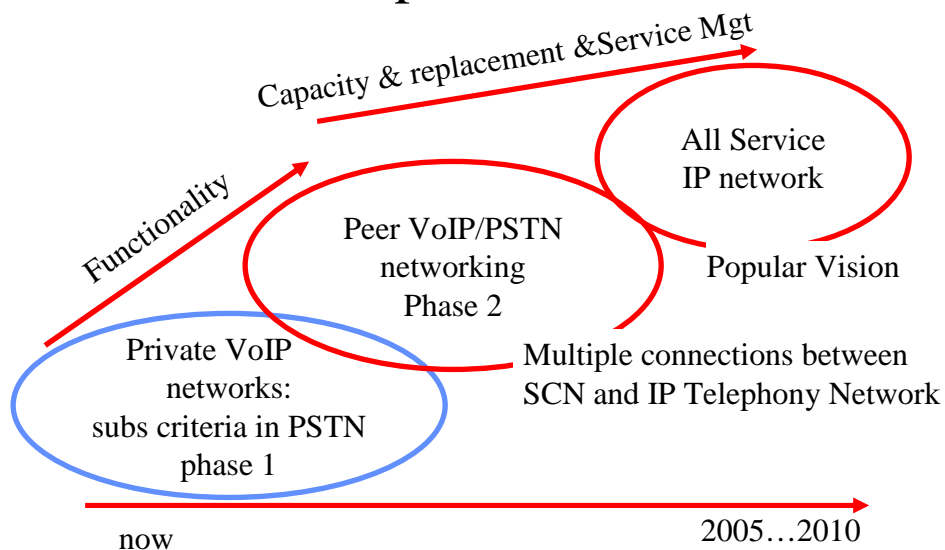 Capacity & replacement &Service Mgt
Functionality
All Service
IP network
Peer VoIP/PSTN
networking
Phase 2
Popular Vision
Private VoIP
networks:
subs criteria in PSTN
phase 1
Multiple connections between
SCN and IP Telephony Network
now
2005…2010